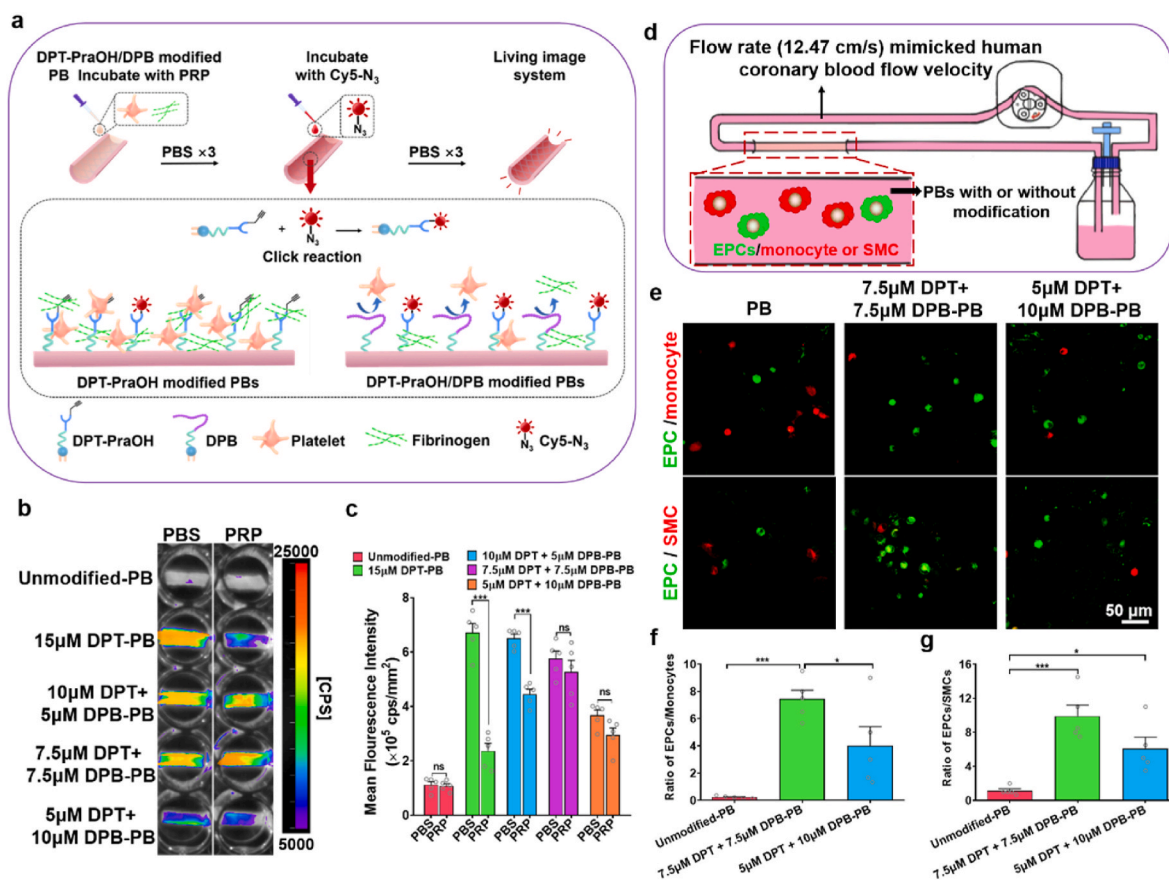 a
DPT-PraOH/DPB modified
PB Incubate with PRP
Incubate
with Cy5-N₃
Living image
system
N₃
PBS ×3
PBS ×3
+
N₃
Click reaction
DPT-PraOH modified PBs
DPT-PraOH/DPB modified PBs
DPT-PraOH
DPB
Platelet
Fibrinogen
N₃
Cy5-N₃
b
PBS
PRP
Unmodified-PB
15μM DPT-PB
10μM DPT+
5μM DPB-PB
7.5μM DPT+
7.5μM DPB-PB
5μM DPT+
10μM DPB-PB
25000
[CPS]
5000
c
Unmodified-PB
15μM DPT-PB
10μM DPT + 5μM DPB-PB
7.5μM DPT + 7.5μM DPB-PB
5μM DPT + 10μM DPB-PB
Mean Flourescence Intensity
(×10⁵ cps/mm²)
8
6
4
2
0
ns
***
***
ns
ns
PBS
PRP
PBS
PRP
PBS
PRP
PBS
PRP
PBS
PRP
d
Flow rate (12.47 cm/s) mimicked human
coronary blood flow velocity
PBs with or without
modification
EPCs/monocyte or SMC
e
PB
7.5μM DPT+
7.5μM DPB-PB
5μM DPT+
10μM DPB-PB
EPC /monocyte
EPC / SMC
50 μm
f
Ratio of EPCs/Monocytes
10
8
6
4
2
0
***
*
Unmodified-PB
7.5μM DPT + 7.5μM DPB-PB
5μM DPT + 10μM DPB-PB
g
Ratio of EPCs/SMCs
16
12
8
4
0
*
***
Unmodified-PB
7.5μM DPT + 7.5μM DPB-PB
5μM DPT + 10μM DPB-PB